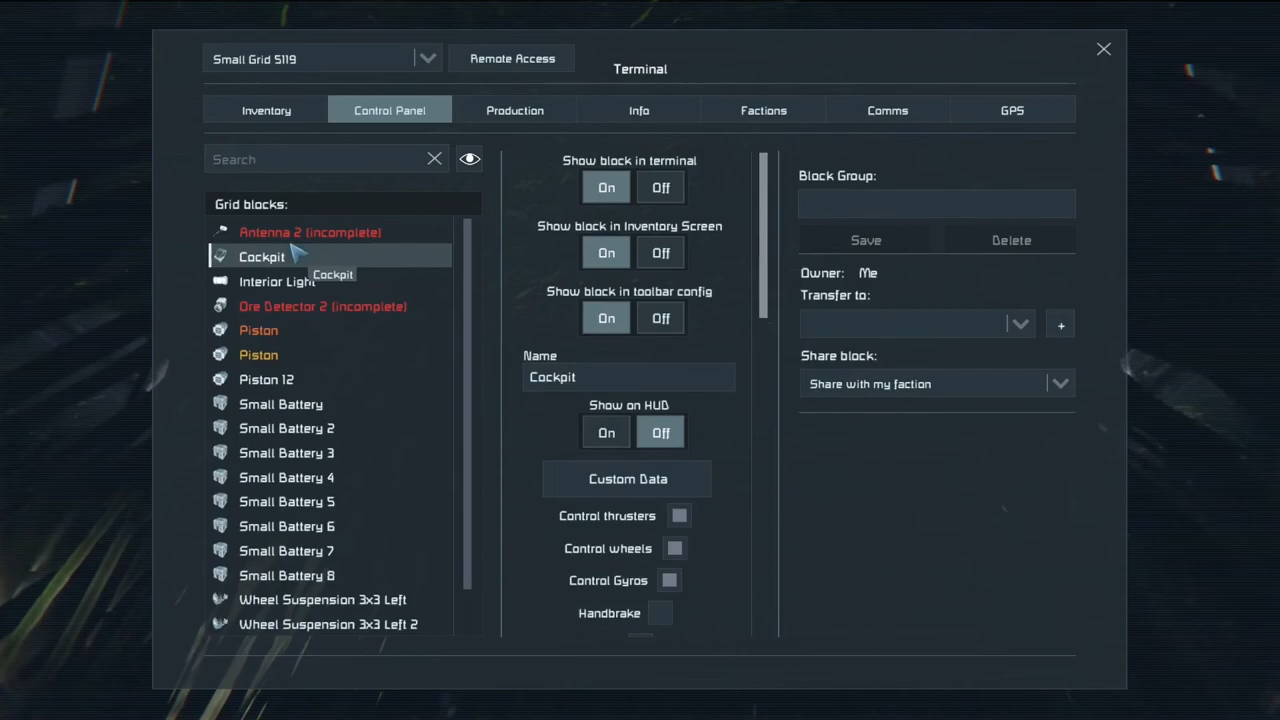 Small Grid 5119
Remote Access
Terminal
Inventory
Control Panel
Production
Info
Factions
Comms
GPS
Search
Grid blocks:
Antenna 2 (incomplete)
Cockpit
Cockpit
Interior Light
Ore Detector 2 (incomplete)
Piston
Piston
Piston 12
Small Battery
Small Battery 2
Small Battery 3
Small Battery 4
Small Battery 5
Small Battery 6
Small Battery 7
Small Battery 8
Wheel Suspension 3x3 Left
Wheel Suspension 3x3 Left 2
Show block in terminal
On Off
Show block in Inventory Screen
On Off
Show block in toolbar config
On Off
Name
Cockpit
Show on HUD
On Off
Custom Data
Control thrusters
Control wheels
Control Gyros
Handbrake
Block Group:
Save Delete
Owner: Me
Transfer to:
+
Share block:
Share with my faction